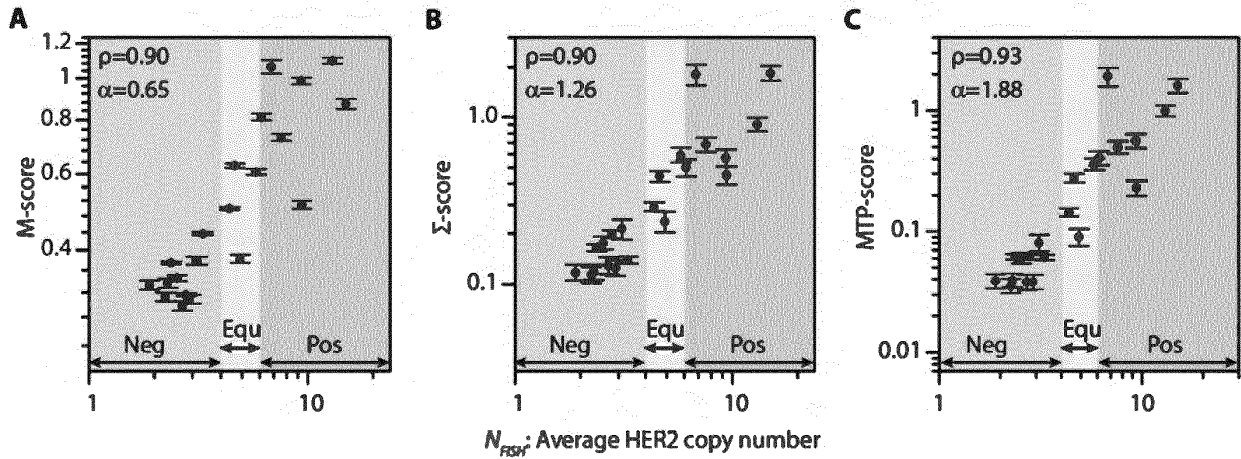 A
M-score
1.2
1
0.8
0.6
0.4
ρ=0.90
α=0.65
Neg
Equ
Pos
1
10
B
Σ-score
1.0
0.1
ρ=0.90
α=1.26
Neg
Equ
Pos
1
10
C
MTP-score
1
0.1
0.01
ρ=0.93
α=1.88
Neg
Equ
Pos
1
10
N_FISH: Average HER2 copy number